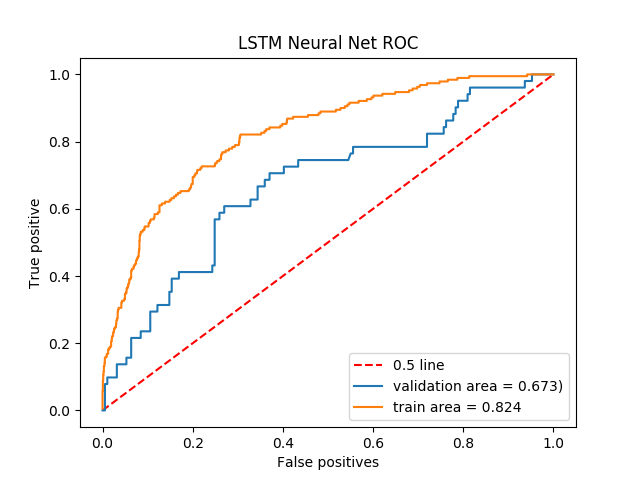 LSTM Neural Net ROC
1.0
0.8
0.6
0.4
0.2
0.0
True positive
0.5 line
validation area = 0.673)
train area = 0.824
0.0 0.2 0.4 0.6 0.8 1.0
False positives